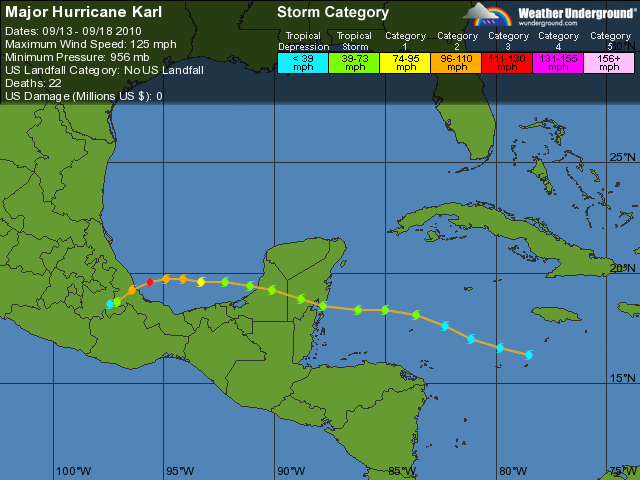 Major Hurricane Karl
Dates: 09/13 - 09/18 2010
Maximum Wind Speed: 125 mph
Minimum Pressure: 956 mb
US Landfall Category: No US Landfall
Deaths: 22
US Damage (Millions US $): 0
Storm Category
Weather Underground®
wunderground.com®
Tropical Depression
< 39 mph
Tropical Storm
39-73 mph
Category 1
74-95 mph
Category 2
96-110 mph
Category 3
111-130 mph
Category 4
131-155 mph
Category 5
156+ mph
25°N
20°N
15°N
100°W
95°W
90°W
85°W
80°W
75°W